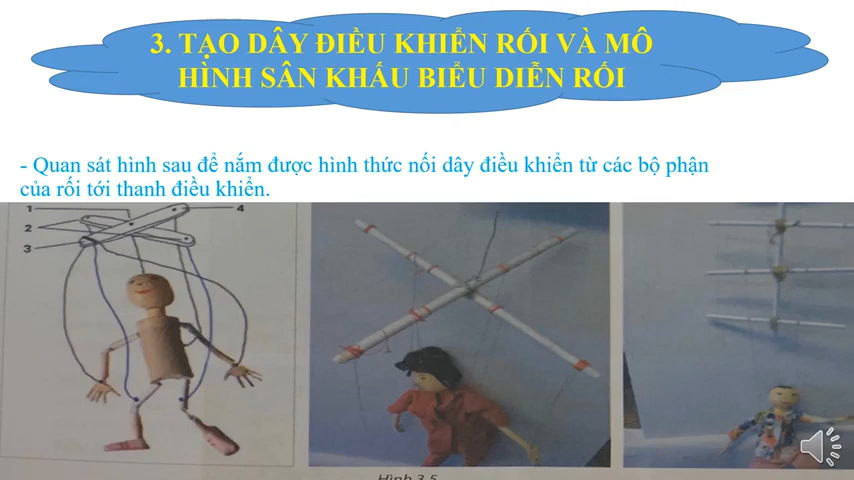 3. TẠO DÂY ĐIỀU KHIỂN RỐI VÀ MÔ
HÌNH SÂN KHẤU BIỂU DIỄN RỐI
- Quan sát hình sau để nắm được hình thức nối dây điều khiển từ các bộ phận
của rối tới thanh điều khiển.
1
4
2
3
Hình 3.5